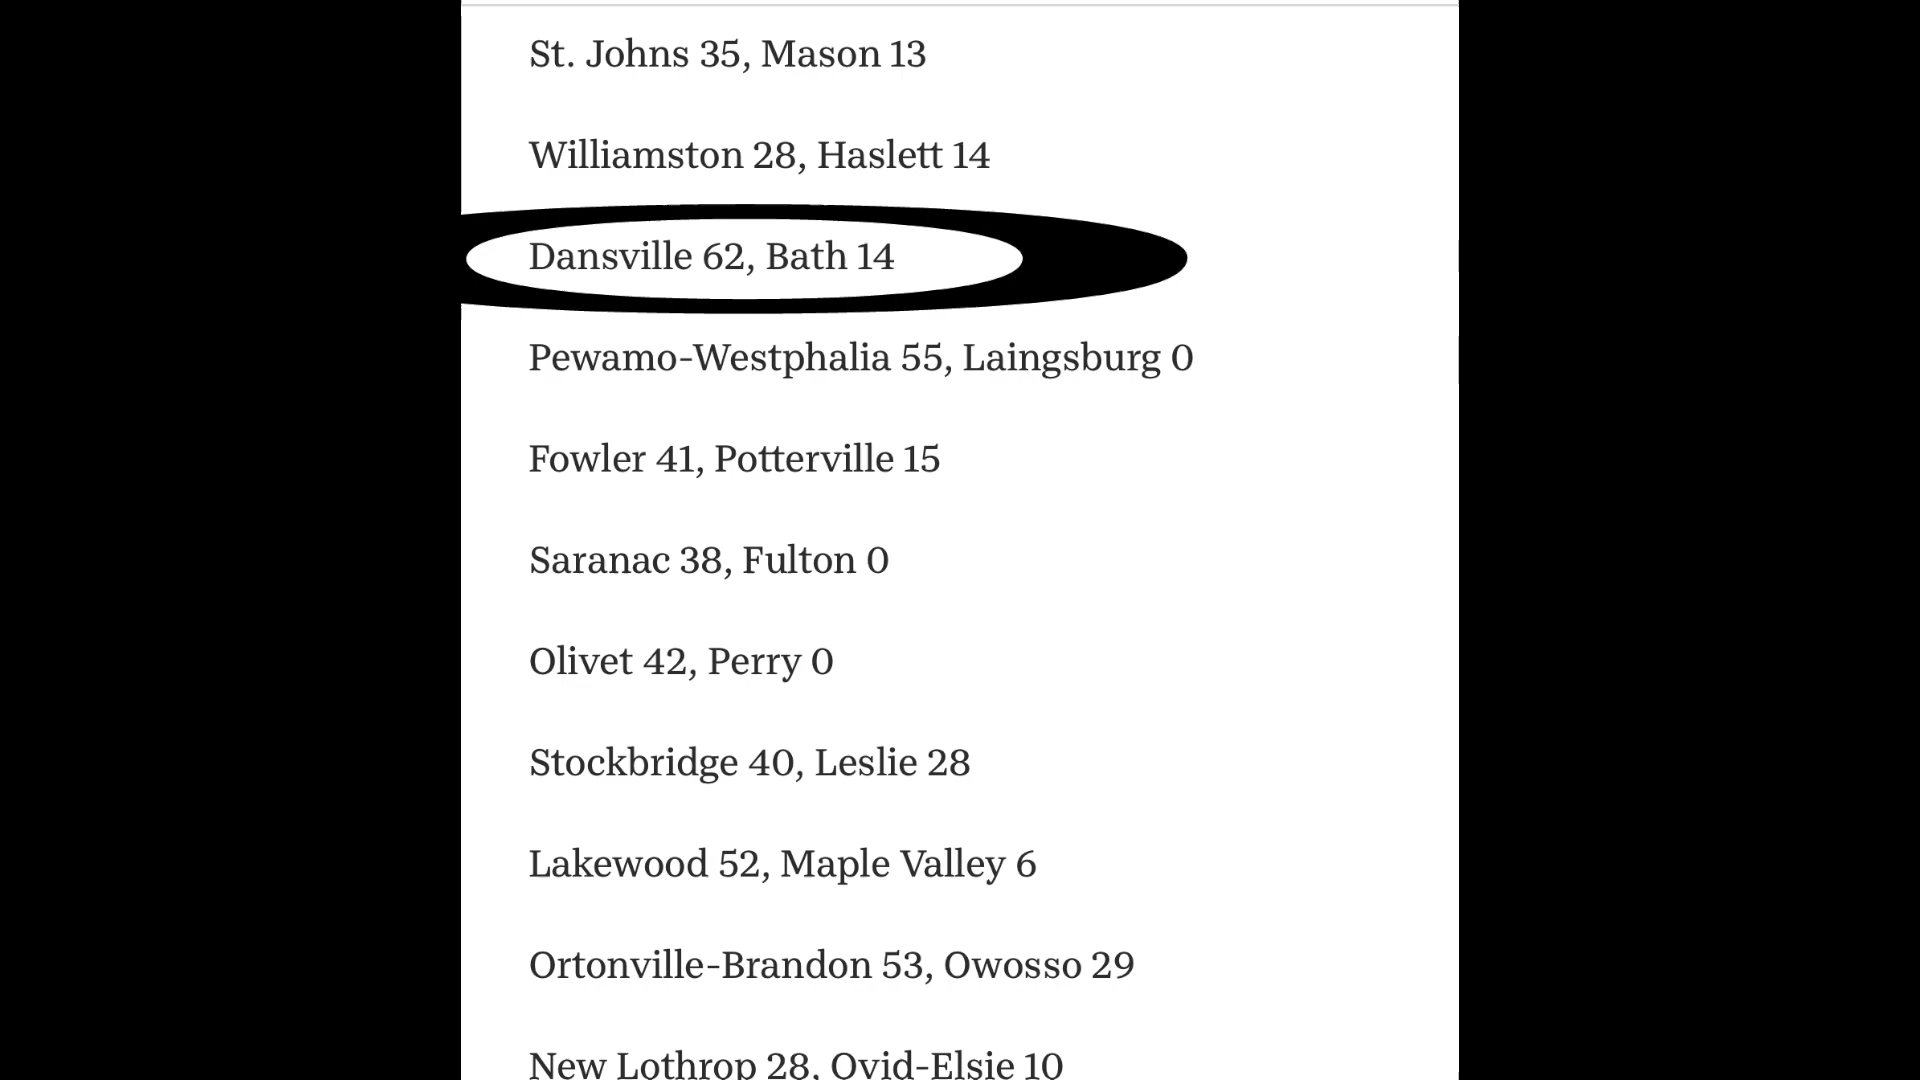 St. Johns 35, Mason 13
Williamston 28, Haslett 14
Dansville 62, Bath 14
Pewamo-Westphalia 55, Laingsburg 0
Fowler 41, Potterville 15
Saranac 38, Fulton 0
Olivet 42, Perry 0
Stockbridge 40, Leslie 28
Lakewood 52, Maple Valley 6
Ortonville-Brandon 53, Owosso 29
New Lothrop 28, Ovid-Elsie 10